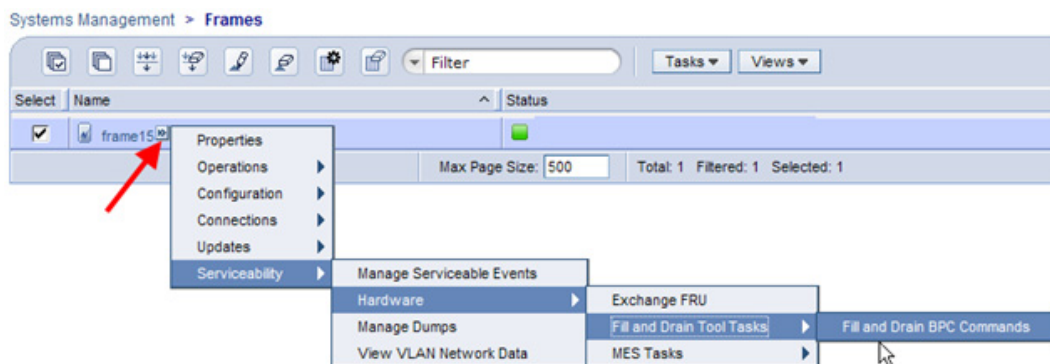 Systems Management > Frames
Filter Tasks Views
Select Name Status
frame15
Max Page Size: 500 Total: 1 Filtered: 1 Selected: 1
Properties
Operations
Configuration
Connections
Updates
Serviceability
Manage Serviceable Events
Hardware
Manage Dumps
View VLAN Network Data
Exchange FRU
Fill and Drain Tool Tasks
MES Tasks
Fill and Drain BPC Commands